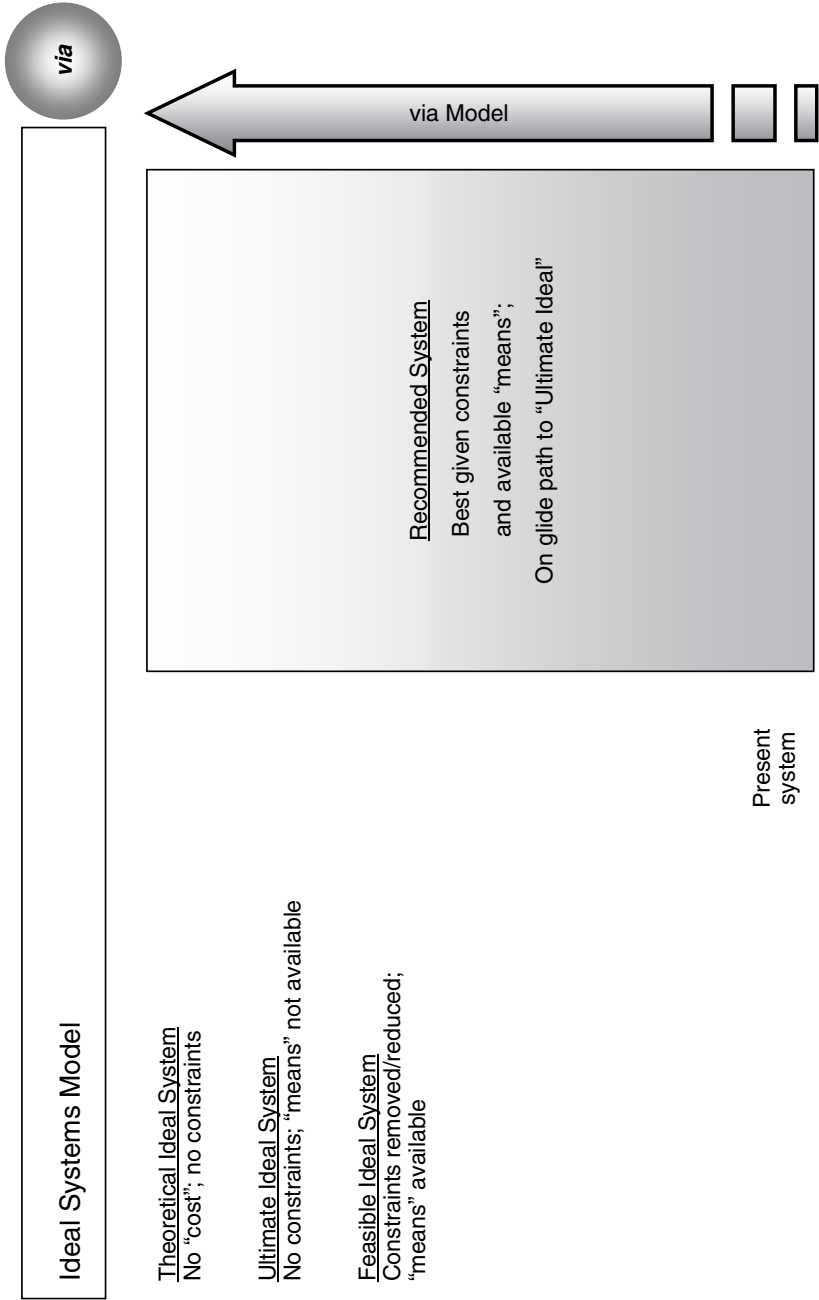 Ideal Systems Model
via
Theoretical Ideal System
No “cost”; no constraints
Ultimate Ideal System
No constraints; “means” not available
Feasible Ideal System
Constraints removed/reduced;
“means” available
Present
system
Recommended System
Best given constraints
and available “means”;
On glide path to “Ultimate Ideal”
via Model